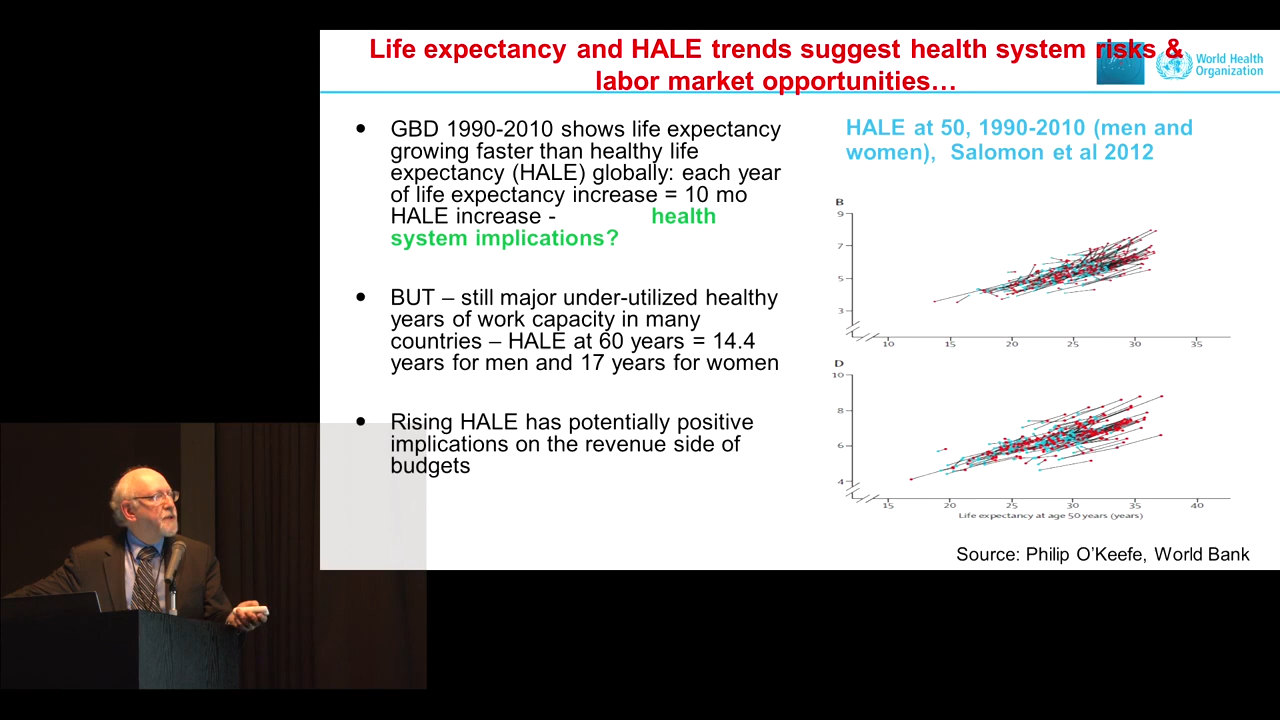 Life expectancy and HALE trends suggest health system risks &
labor market opportunities…
World Health
Organization
● GBD 1990-2010 shows life expectancy
growing faster than healthy life
expectancy (HALE) globally: each year
of life expectancy increase = 10 mo
HALE increase - health
system implications?
● BUT – still major under-utilized healthy
years of work capacity in many
countries – HALE at 60 years = 14.4
years for men and 17 years for women
● Rising HALE has potentially positive
implications on the revenue side of
budgets
HALE at 50, 1990-2010 (men and
women), Salomon et al 2012
B
9
7
5
3
10 15 20 25 30 35
D
10
8
6
4
15 20 25 30 35 40
Life expectancy at age 50 years (years)
Source: Philip O'Keefe, World Bank